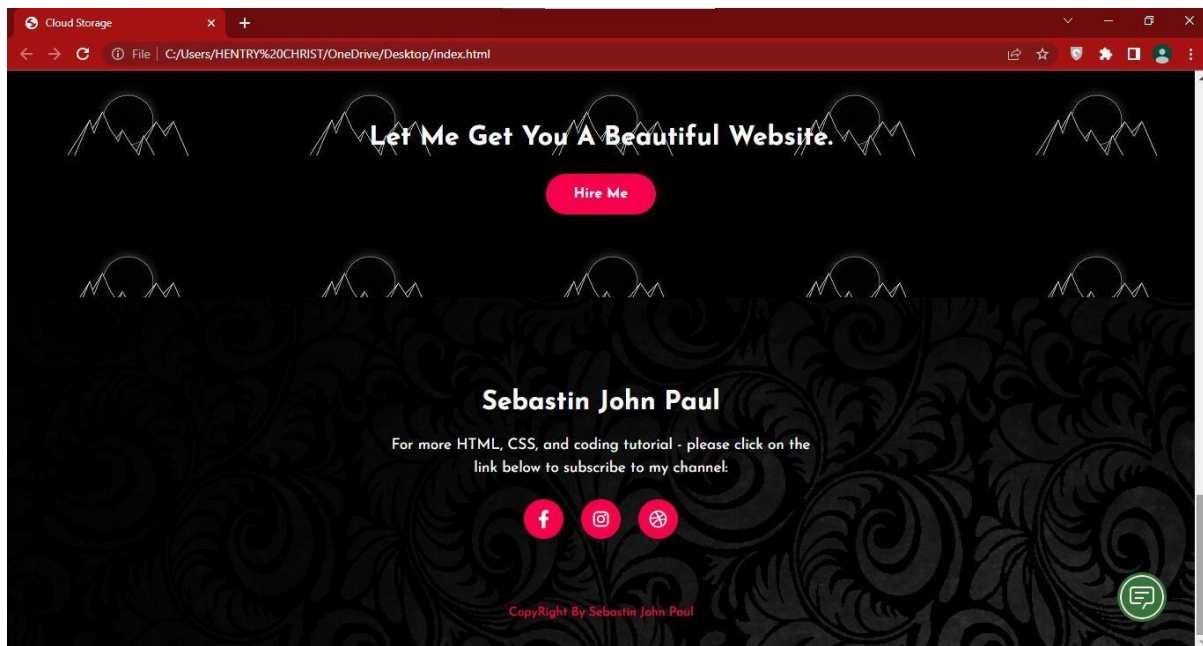 Cloud Storage
File | C:/Users/HENTRY%20CHRIST/OneDrive/Desktop/index.html
Let Me Get You A Beautiful Website.
Hire Me
Sebastin John Paul
For more HTML, CSS, and coding tutorial - please click on the
link below to subscribe to my channel:
CopyRight By Sebastin John Paul